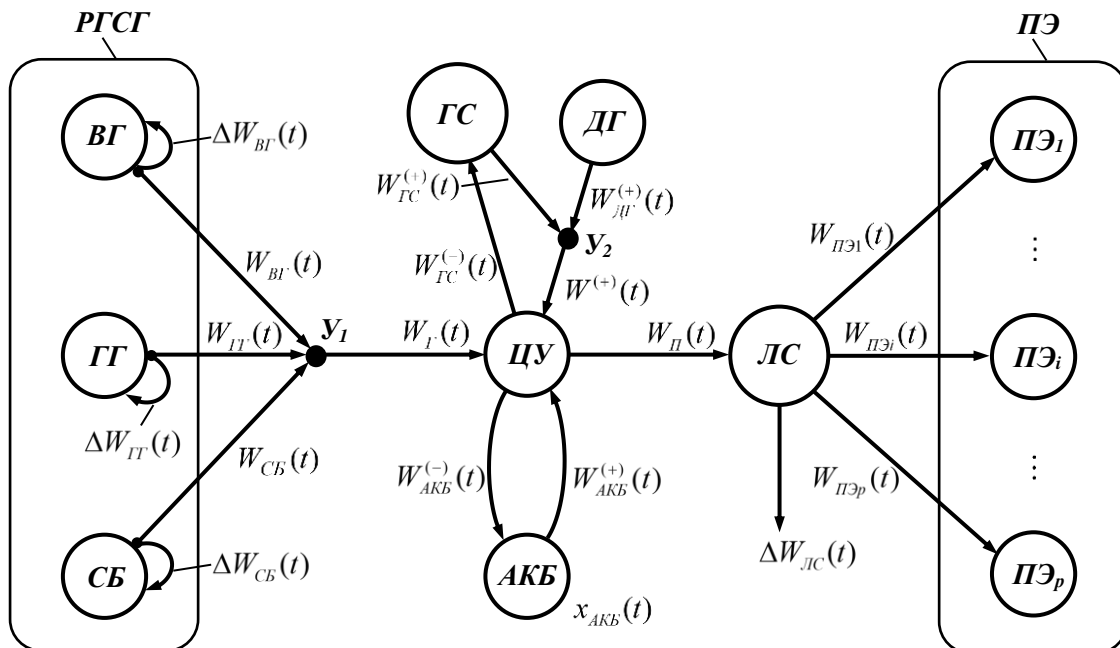 РГСГ
ПЭ
ВГ
ΔW_ВГ(t)
ГС
ДГ
ПЭ₁
W_ГС^(+)(t)
W_ДГ^(+)(t)
У₂
W_ПЭ1(t)
⋮
W_ВГ(t)
W_ГС^(−)(t)
W^(+)(t)
ГГ
W_ГГ(t)
У₁
W_Г(t)
ЦУ
W_П(t)
ЛС
W_ПЭi(t)
ПЭᵢ
ΔW_ГГ(t)
W_СБ(t)
W_АКБ^(−)(t)
W_АКБ^(+)(t)
W_ПЭp(t)
⋮
СБ
ΔW_СБ(t)
АКБ
x_АКБ(t)
ΔW_ЛС(t)
ПЭₚ